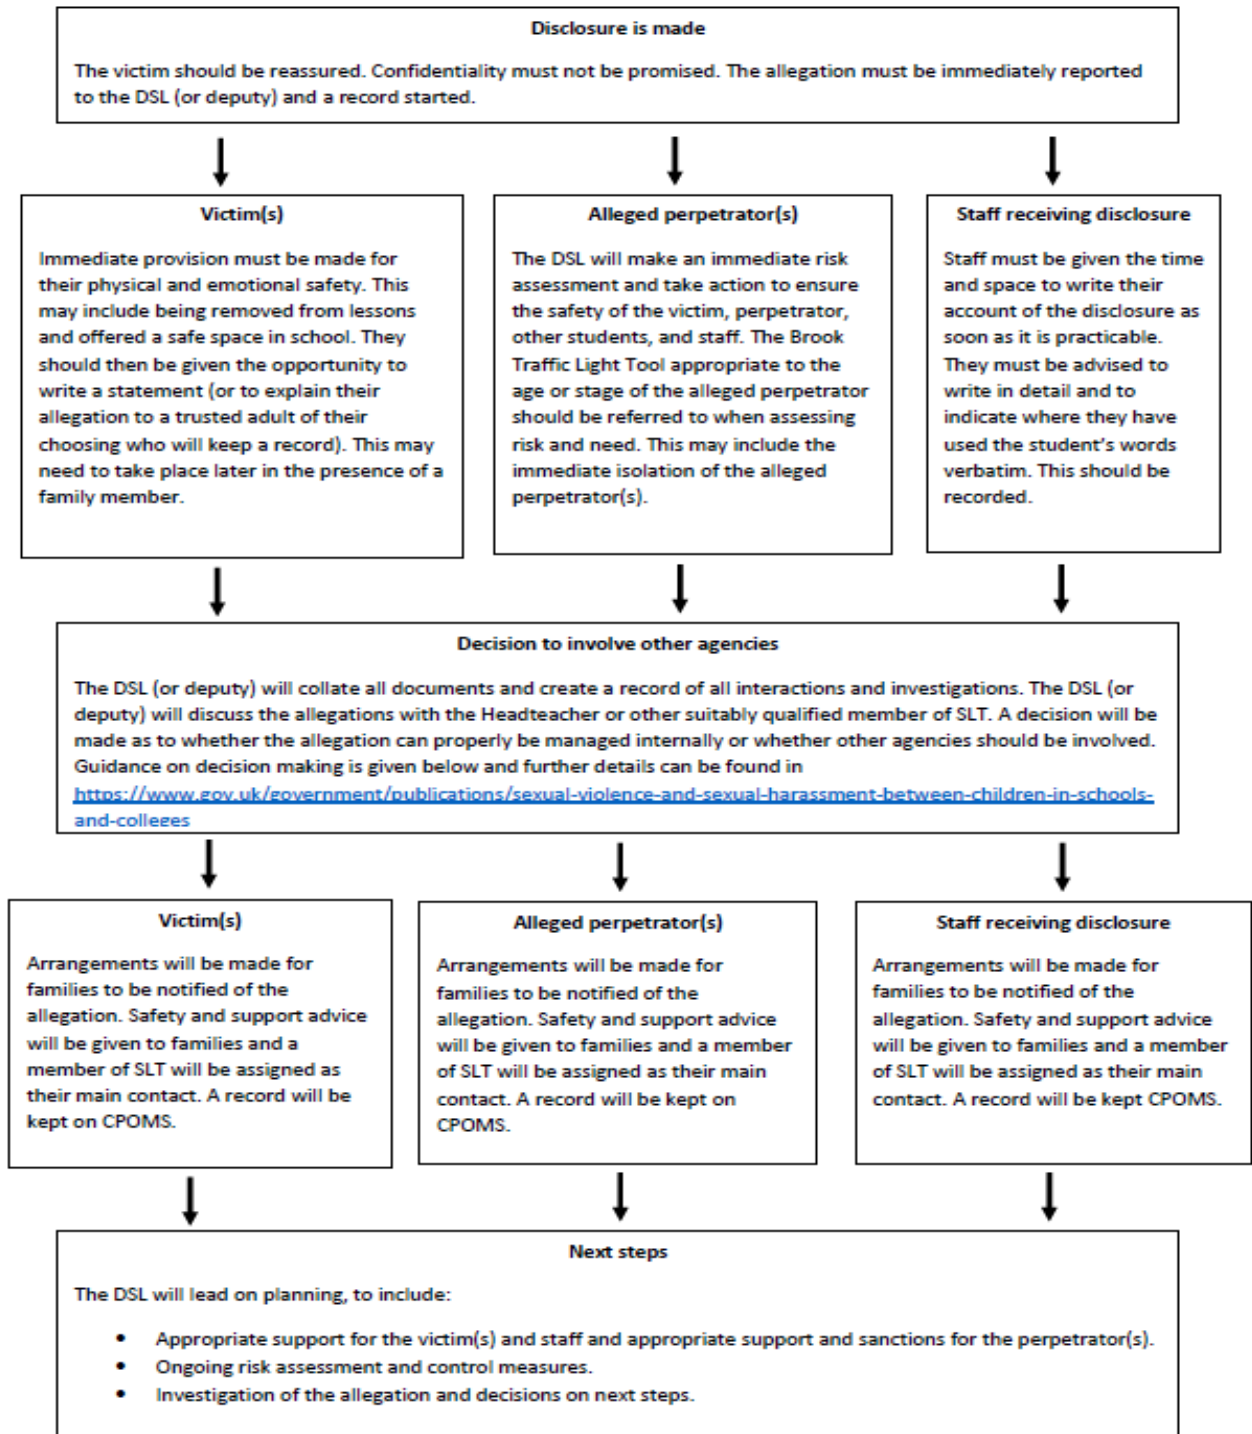 Disclosure is made
The victim should be reassured. Confidentiality must not be promised. The allegation must be immediately reported
to the DSL (or deputy) and a record started.
Victim(s)
Immediate provision must be made for
their physical and emotional safety. This
may include being removed from lessons
and offered a safe space in school. They
should then be given the opportunity to
write a statement (or to explain their
allegation to a trusted adult of their
choosing who will keep a record). This may
need to take place later in the presence of a
family member.
Alleged perpetrator(s)
The DSL will make an immediate risk
assessment and take action to ensure
the safety of the victim, perpetrator,
other students, and staff. The Brook
Traffic Light Tool appropriate to the
age or stage of the alleged perpetrator
should be referred to when assessing
risk and need. This may include the
immediate isolation of the alleged
perpetrator(s).
Staff receiving disclosure
Staff must be given the time
and space to write their
account of the disclosure as
soon as it is practicable.
They must be advised to
write in detail and to
indicate where they have
used the student's words
verbatim. This should be
recorded.
Decision to involve other agencies
The DSL (or deputy) will collate all documents and create a record of all interactions and investigations. The DSL (or
deputy) will discuss the allegations with the Headteacher or other suitably qualified member of SLT. A decision will be
made as to whether the allegation can properly be managed internally or whether other agencies should be involved.
Guidance on decision making is given below and further details can be found in
https://www.gov.uk/government/publications/sexual-violence-and-sexual-harassment-between-children-in-schools-
and-colleges
Victim(s)
Arrangements will be made for
families to be notified of the
allegation. Safety and support advice
will be given to families and a
member of SLT will be assigned as
their main contact. A record will be
kept on CPOMS.
Alleged perpetrator(s)
Arrangements will be made for
families to be notified of the
allegation. Safety and support advice
will be given to families and a member
of SLT will be assigned as their main
contact. A record will be kept on
CPOMS.
Staff receiving disclosure
Arrangements will be made for
families to be notified of the
allegation. Safety and support advice
will be given to families and a member
of SLT will be assigned as their main
contact. A record will be kept CPOMS.
Next steps
The DSL will lead on planning, to include:
• Appropriate support for the victim(s) and staff and appropriate support and sanctions for the perpetrator(s).
• Ongoing risk assessment and control measures.
• Investigation of the allegation and decisions on next steps.